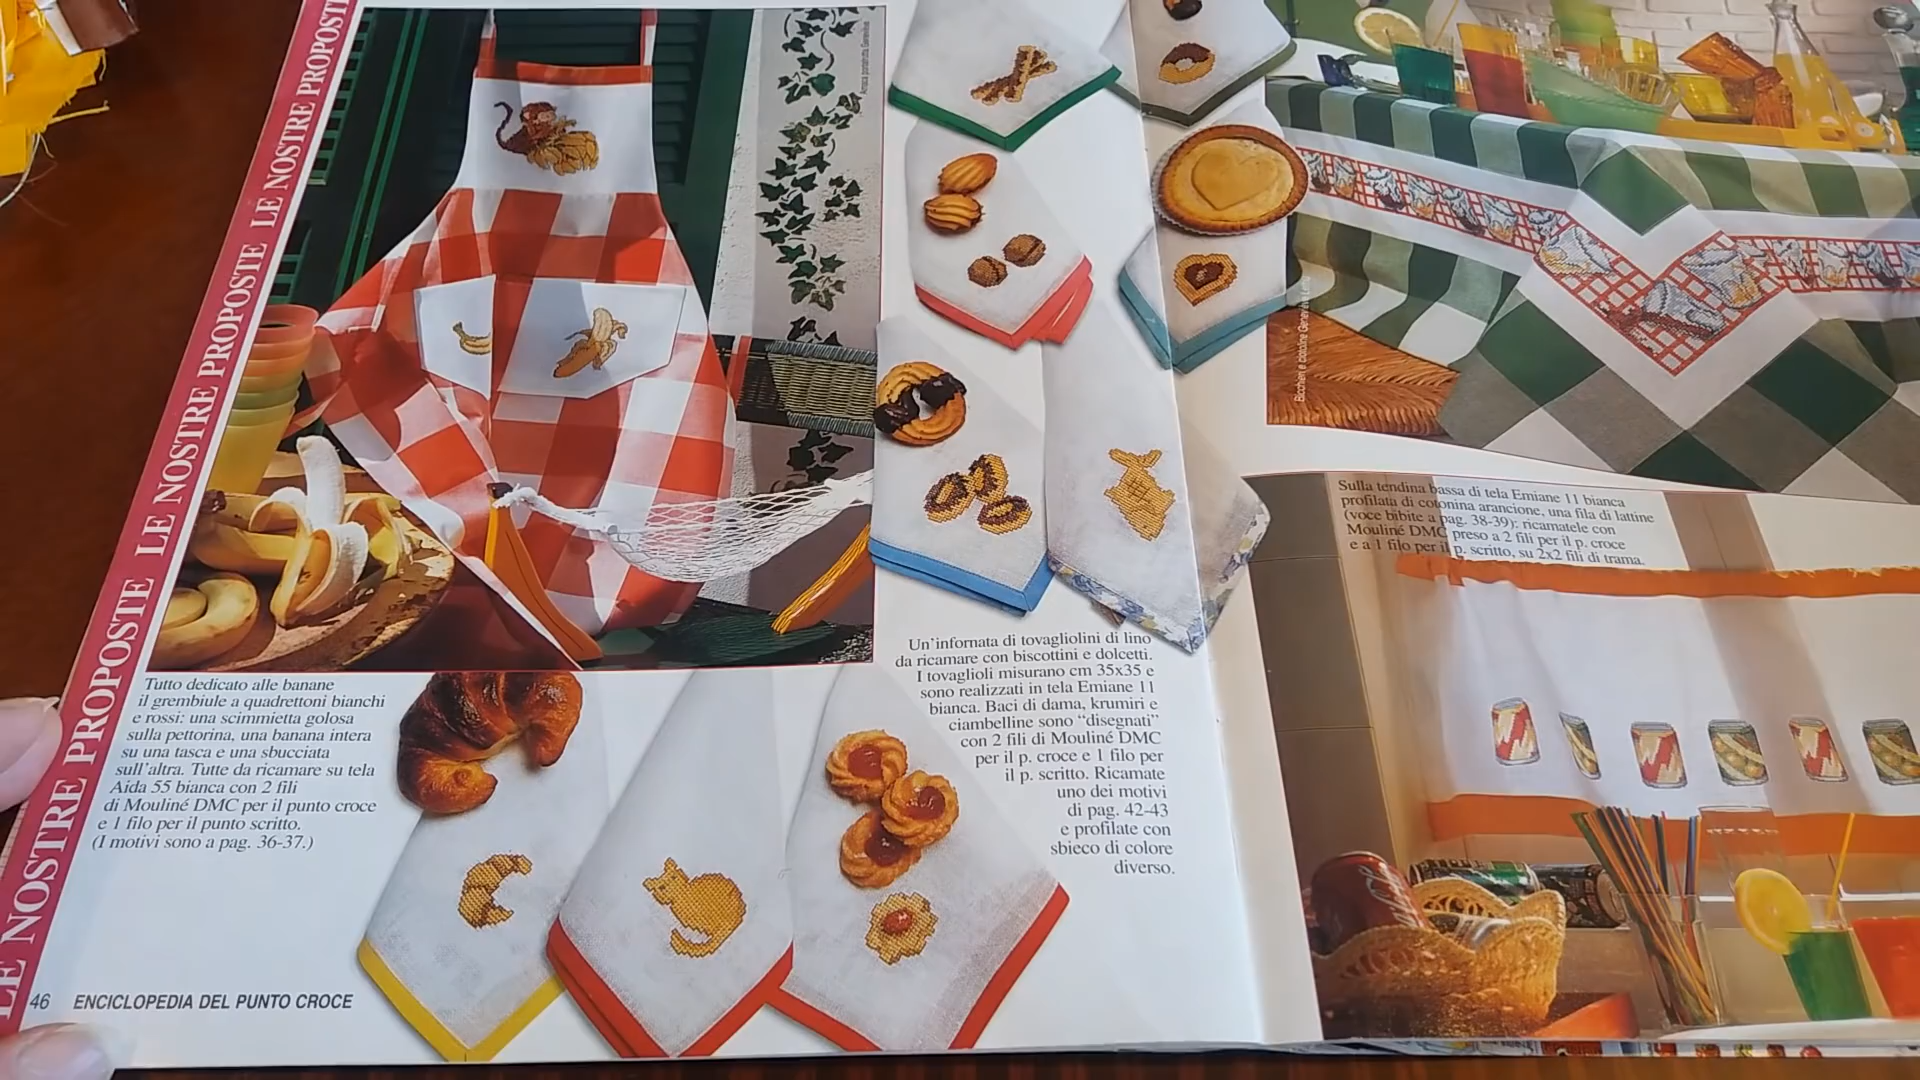 LE NOSTRE PROPOSTE LE NOSTRE PROPOSTE LE NOSTRE PROPOSTE LE NOSTRE PROPOSTE
Tutto dedicato alle banane
il grembiule a quadrettoni bianchi
e rossi: una scimmietta golosa
sulla pettorina, una banana intera
su una tasca e una sbucciata
sull'altra. Tutte da ricamare su tela
Aida 55 bianca con 2 fili
di Mouliné DMC per il punto croce
e 1 filo per il punto scritto.
(I motivi sono a pag. 36-37.)
46 ENCICLOPEDIA DEL PUNTO CROCE
Un'infornata di tovagliolini di lino
da ricamare con biscottini e dolcetti.
I tovaglioli misurano cm 35x35 e
sono realizzati in tela Emiane 11
bianca. Baci di dama, krumiri e
ciambelline sono “disegnati”
con 2 fili di Mouliné DMC
per il p. croce e 1 filo per
il p. scritto. Ricamate
uno dei motivi
di pag. 42-43
e profilate con
sbieco di colore
diverso.
Sulla tendina bassa di tela Emiane 11 bianca
profilata di cotonina arancione, una fila di lattine
(voce bibite a pag. 38-39): ricamatele con
Mouliné DMC preso a 2 fili per il p. croce
e a 1 filo per il p. scritto, su 2x2 fili di trama.